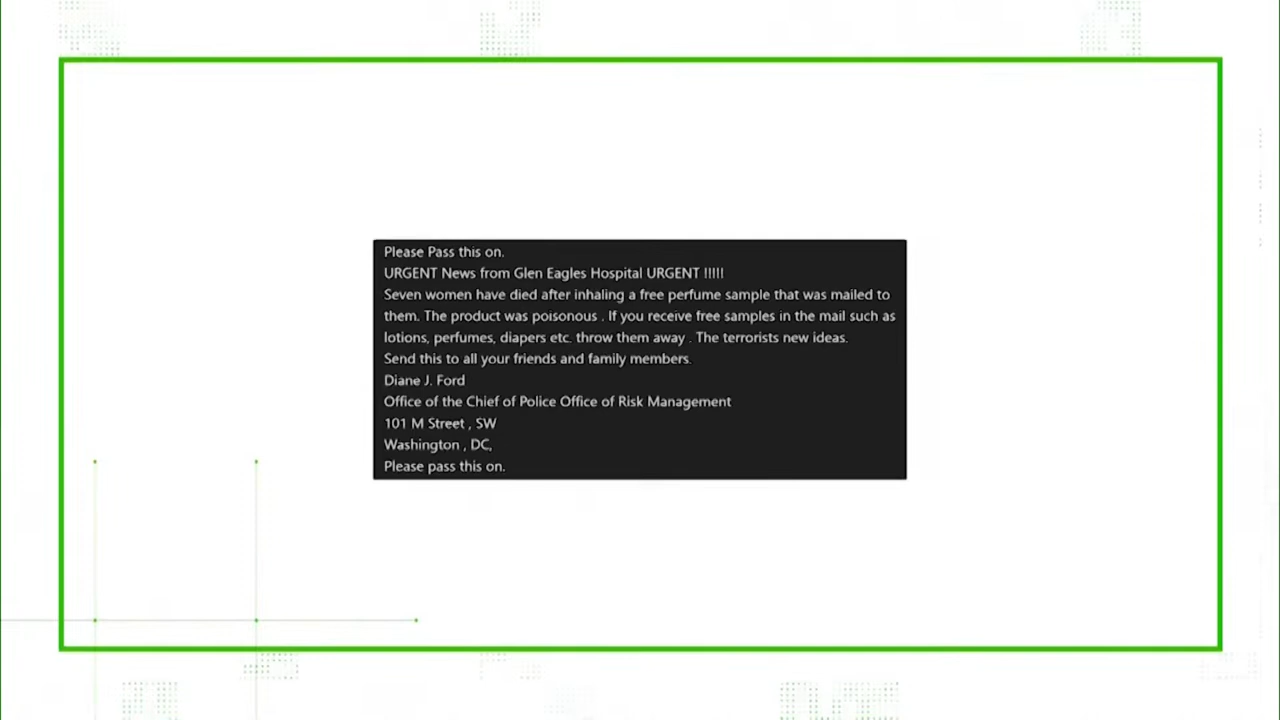 Please Pass this on.
URGENT News from Glen Eagles Hospital URGENT !!!!!
Seven women have died after inhaling a free perfume sample that was mailed to
them. The product was poisonous . If you receive free samples in the mail such as
lotions, perfumes, diapers etc. throw them away . The terrorists new ideas.
Send this to all your friends and family members.
Diane J. Ford
Office of the Chief of Police Office of Risk Management
101 M Street , SW
Washington , DC,
Please pass this on.